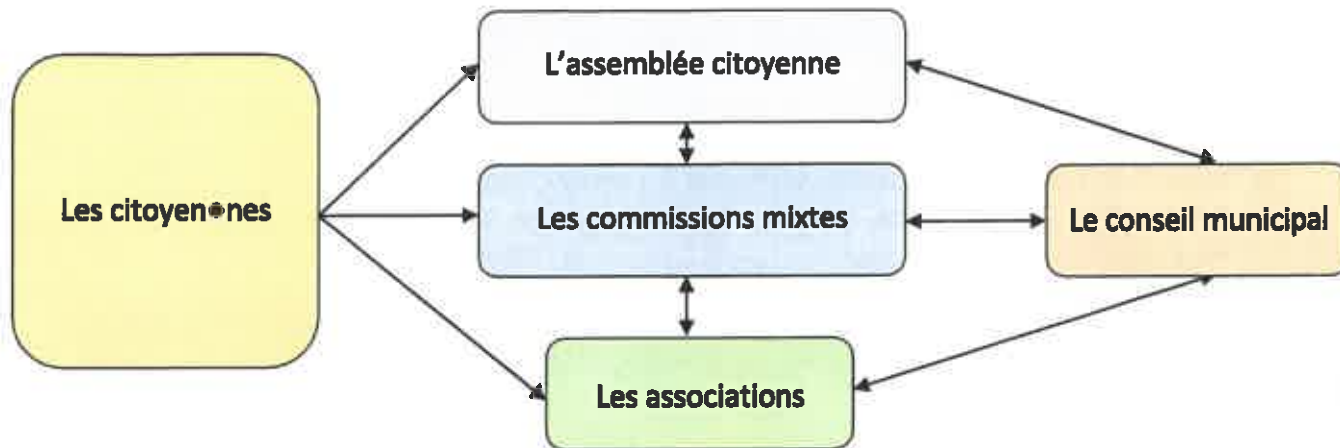 L'assemblée citoyenne
Les citoyen•nes
Les commissions mixtes
Le conseil municipal
Les associations